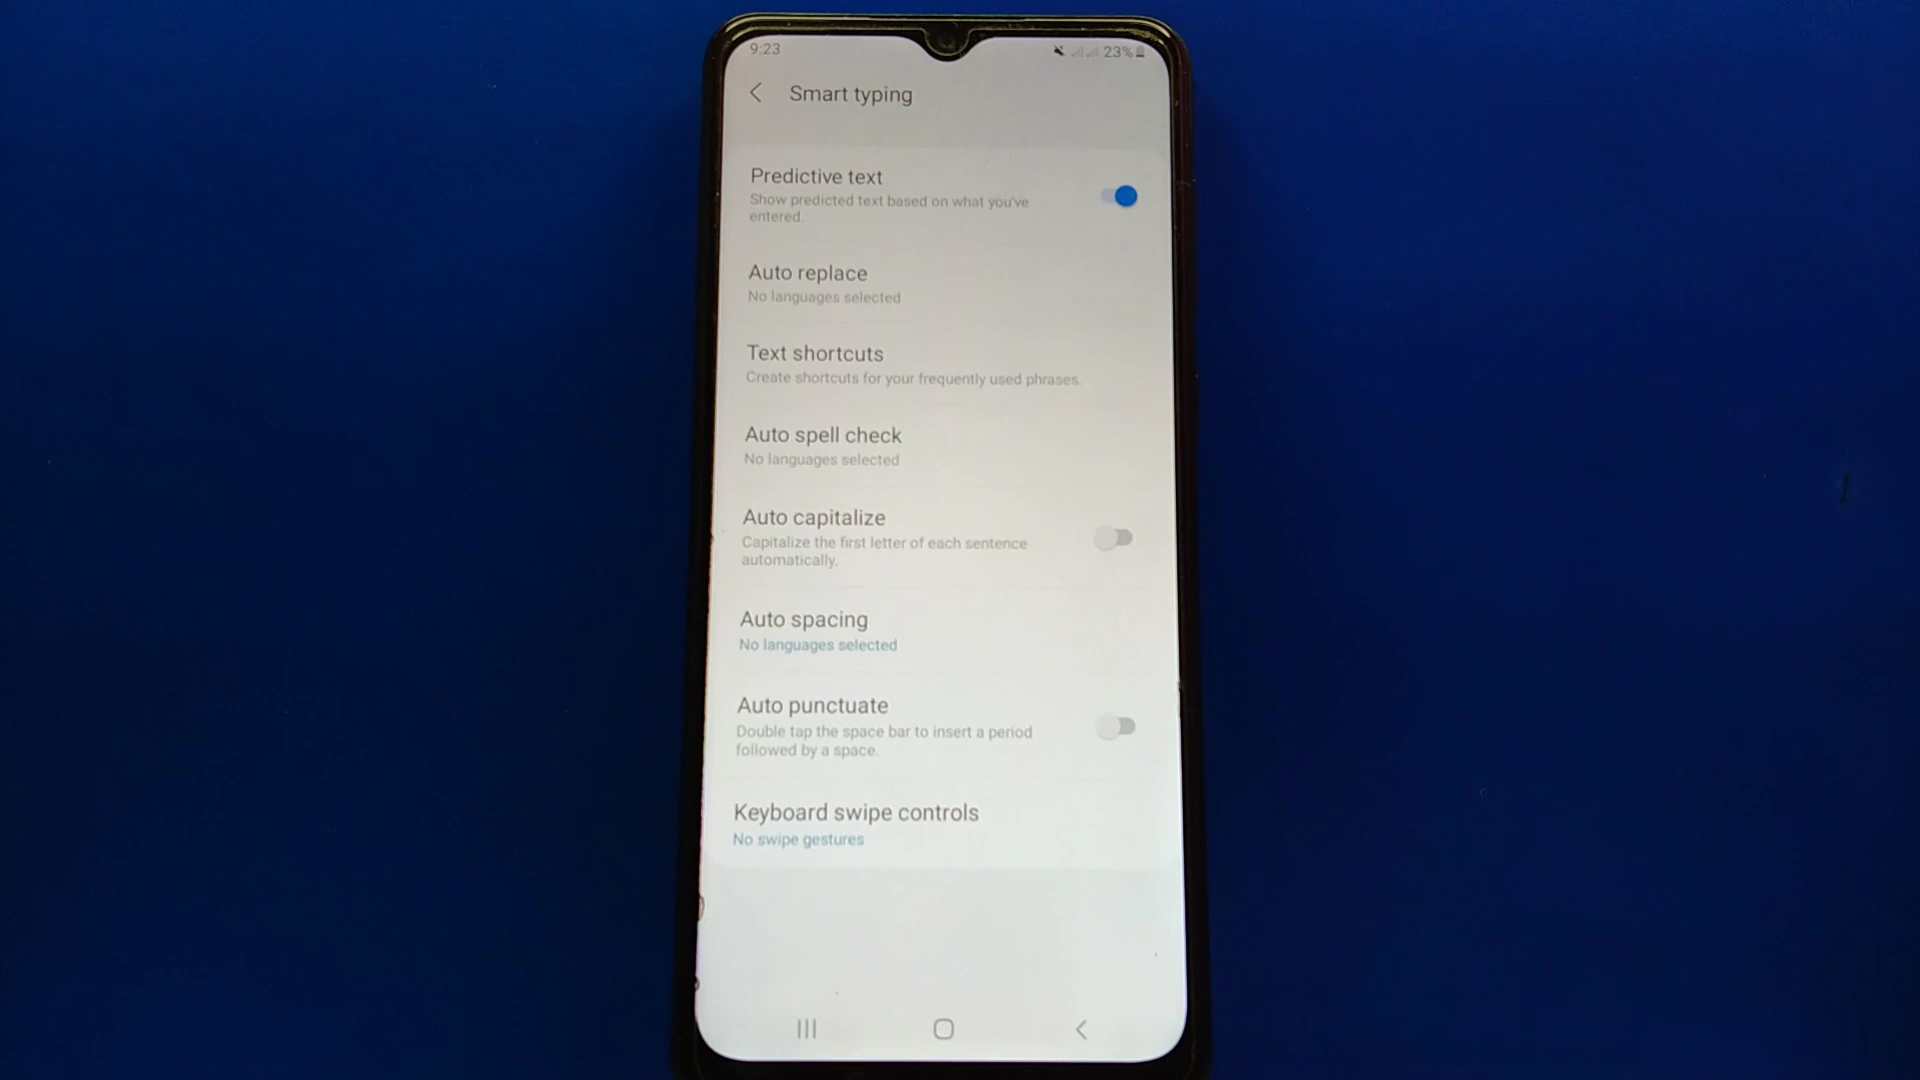 9:23
23%
Smart typing
Predictive text
Show predicted text based on what you've
entered.
Auto replace
No languages selected
Text shortcuts
Create shortcuts for your frequently used phrases.
Auto spell check
No languages selected
Auto capitalize
Capitalize the first letter of each sentence
automatically.
Auto spacing
No languages selected
Auto punctuate
Double tap the space bar to insert a period
followed by a space.
Keyboard swipe controls
No swipe gestures